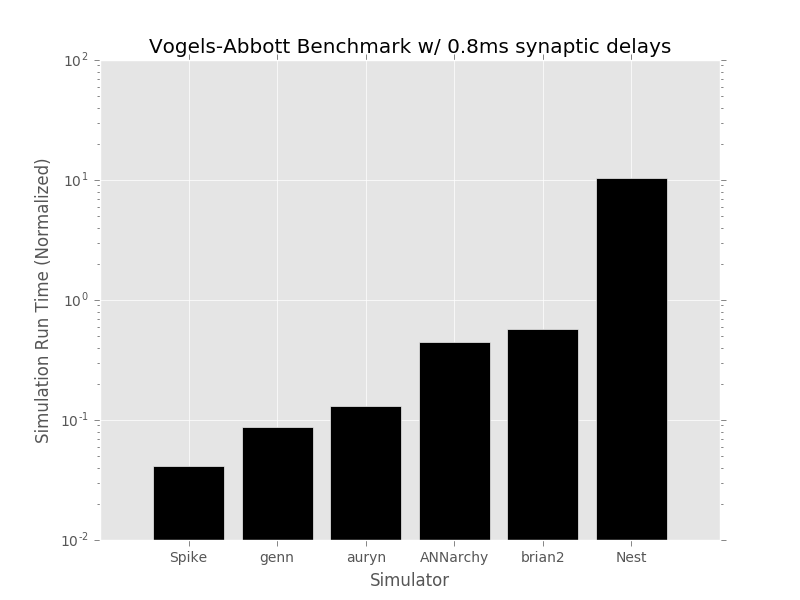 Vogels-Abbott Benchmark w/ 0.8ms synaptic delays
Simulation Run Time (Normalized)
10^2
10^1
10^0
10^-1
10^-2
Spike genn auryn ANNarchy brian2 Nest
Simulator